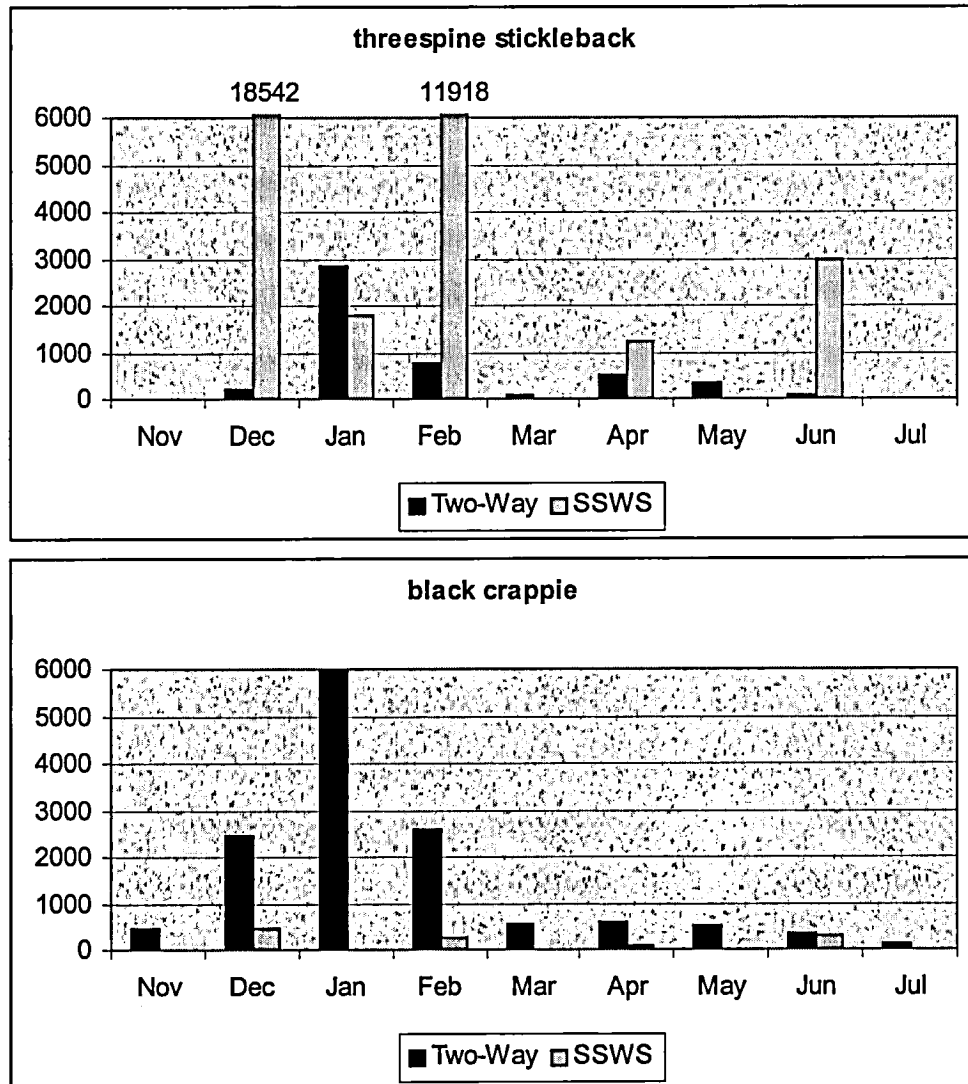 threespine stickleback
18542 11918
6000
5000
4000
3000
2000
1000
0
Nov Dec Jan Feb Mar Apr May Jun Jul
Two-Way SSWS
black crappie
6000
5000
4000
3000
2000
1000
0
Nov Dec Jan Feb Mar Apr May Jun Jul
Two-Way SSWS